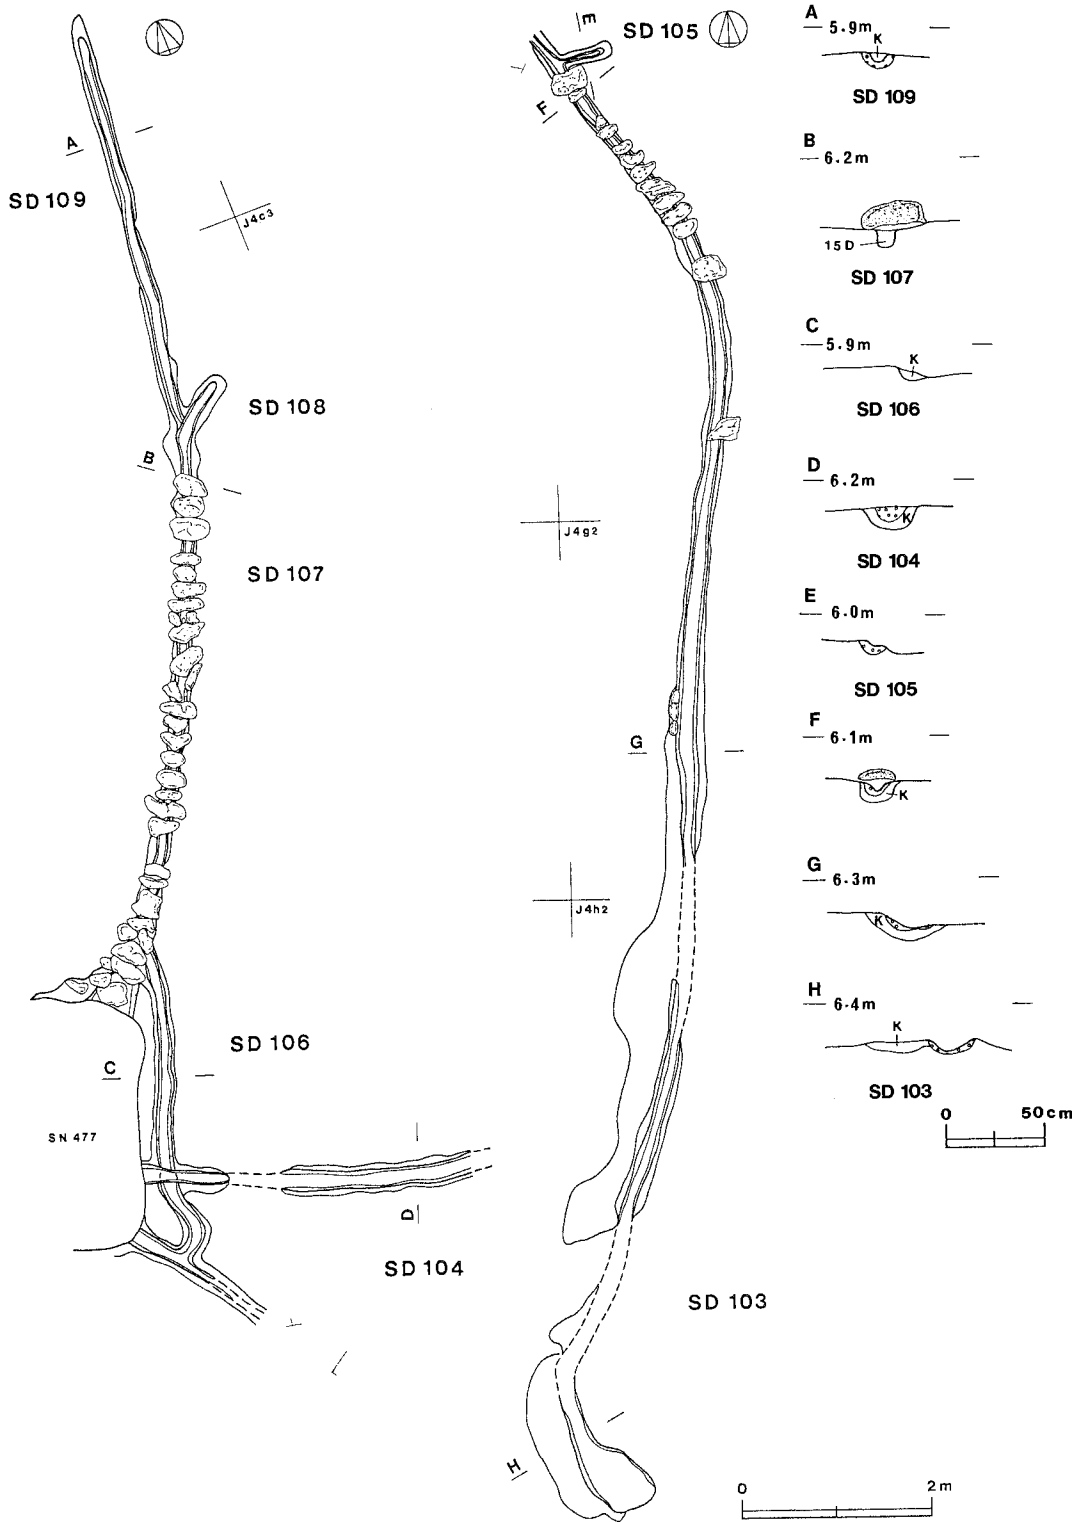 A
SD 109
J4c3
SD 108
B
SD 107
SD 106
C
SN 477
D
SD 104
E
SD 105
F
J4g2
G
J4h2
SD 103
H
0 2m
A
5.9m
K
SD 109
B
6.2m
15D
SD 107
C
5.9m
K
SD 106
D
6.2m
K
SD 104
E
6.0m
SD 105
F
6.1m
K
G
6.3m
K
H
6.4m
K
SD 103
0 50cm